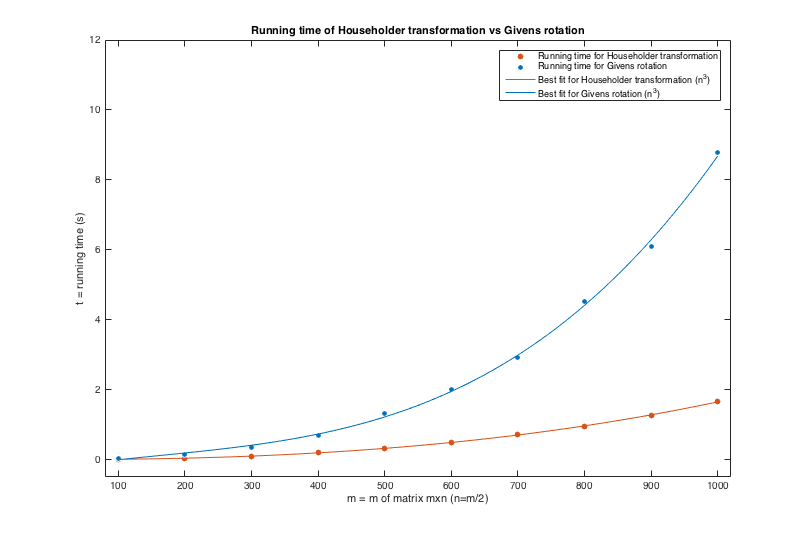 Running time of Householder transformation vs Givens rotation
12
10
8
6
4
2
0
t = running time (s)
Running time for Householder transformation
Running time for Givens rotation
Best fit for Householder transformation (n³)
Best fit for Givens rotation (n³)
100 200 300 400 500 600 700 800 900 1000
m = m of matrix mxn (n=m/2)